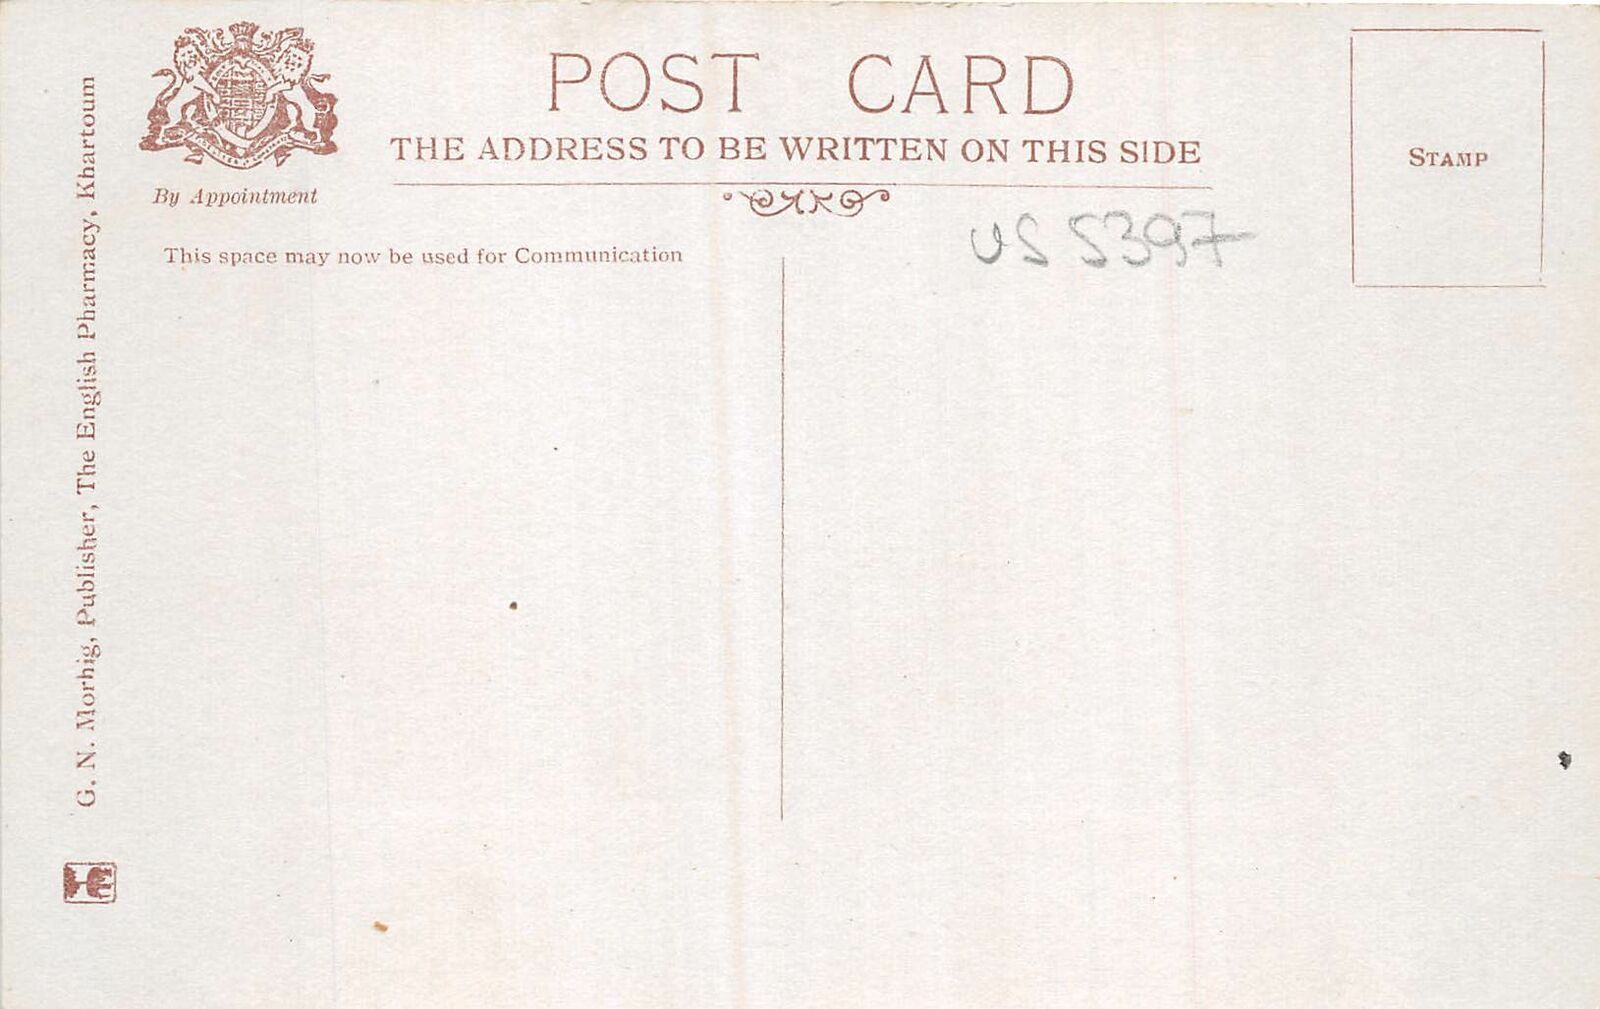 POST CARD
THE ADDRESS TO BE WRITTEN ON THIS SIDE
By Appointment
STAMP
This space may now be used for Communication
US 5397
G. N. Morhig, Publisher, The English Pharmacy, Khartoum